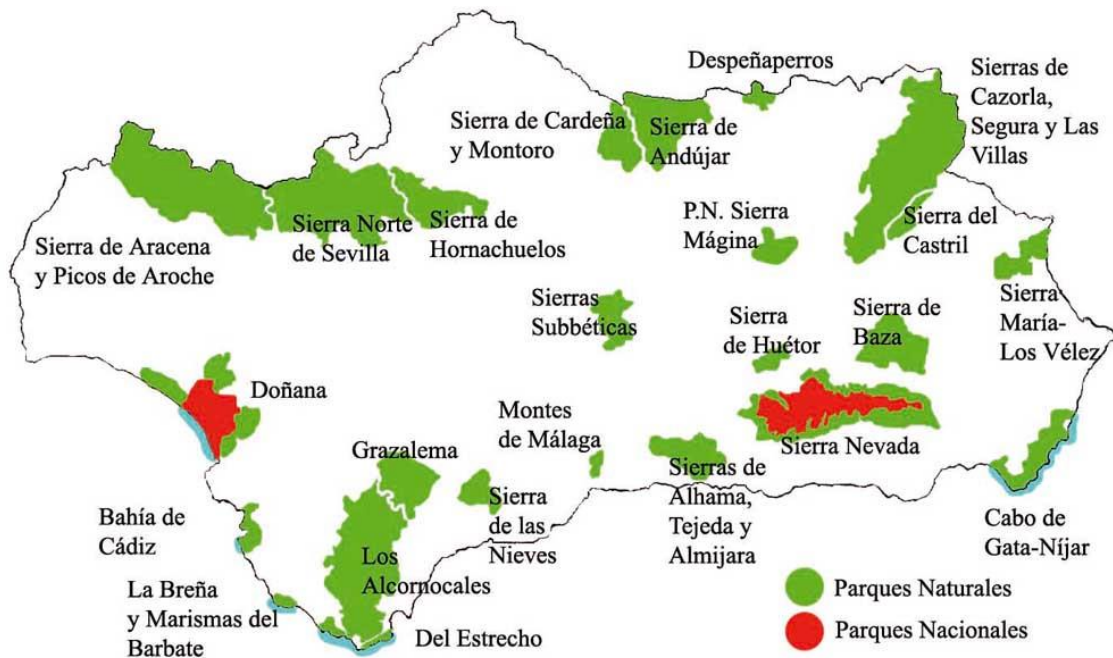 Despeñaperros
Sierras de
Cazorla,
Segura y Las
Villas
Sierra de Cardeña
y Montoro
Sierra de
Andújar
P.N. Sierra
Mágina
Sierra del
Castril
Sierra de Aracena
y Picos de Aroche
Sierra Norte
de Sevilla
Sierra de
Hornachuelos
Sierras
Subbéticas
Sierra
de Huétor
Sierra de
Baza
Sierra
María-
Los Vélez
Doñana
Montes
de Málaga
Sierra Nevada
Grazalema
Sierra
de las
Nieves
Sierras de
Alhama,
Tejeda y
Almijara
Cabo de
Gata-Níjar
Bahía de
Cádiz
Los
Alcornocales
La Breña
y Marismas del
Barbate
Del Estrecho
Parques Naturales
Parques Nacionales